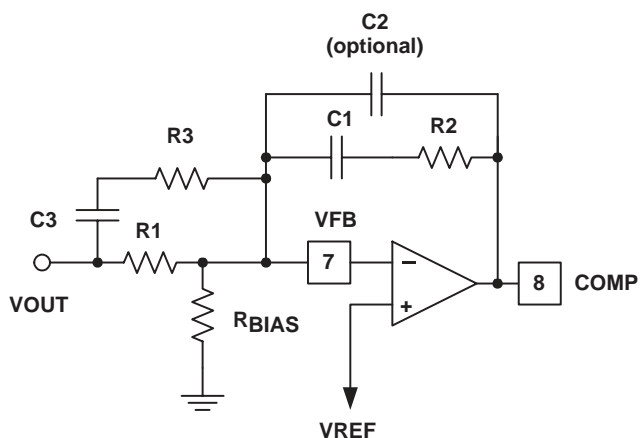 C2
(optional)
C1
R2
R3
C3
R1
VFB
7
VOUT
RBIAS
8
COMP
VREF